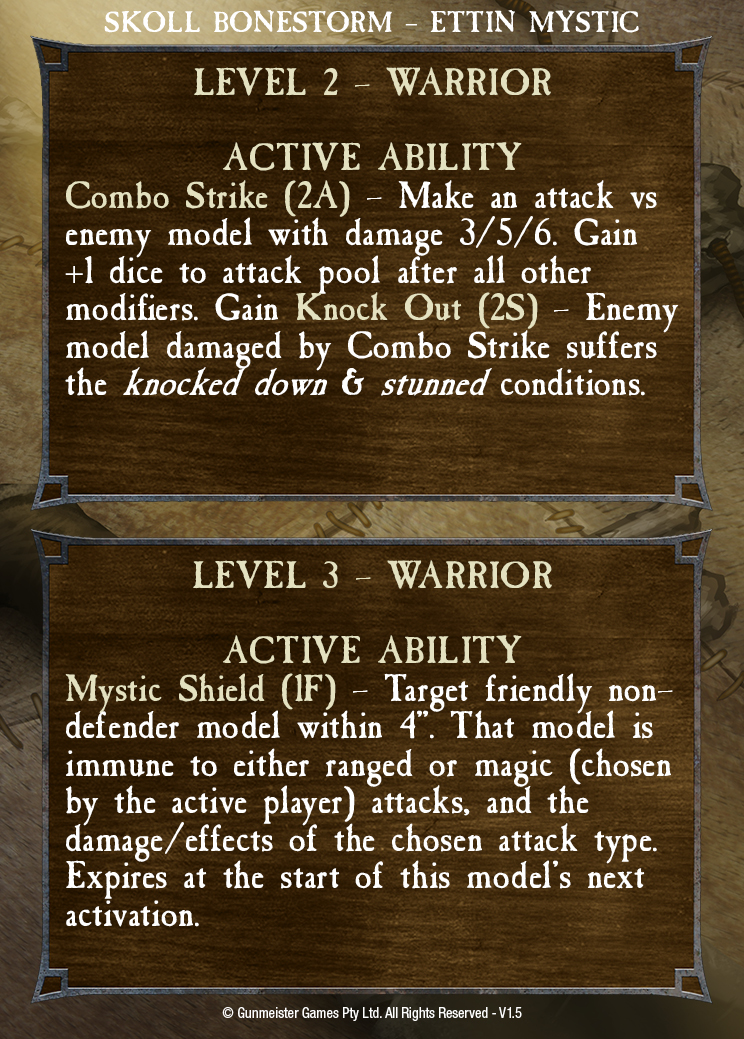 SKOLL BONESTORM – ETTIN MYSTIC
LEVEL 2 – WARRIOR
ACTIVE ABILITY
Combo Strike (2A) – Make an attack vs
enemy model with damage 3/5/6. Gain
+1 dice to attack pool after all other
modifiers. Gain Knock Out (2S) – Enemy
model damaged by Combo Strike suffers
the knocked down & stunned conditions.
LEVEL 3 – WARRIOR
ACTIVE ABILITY
Mystic Shield (1F) – Target friendly non-
defender model within 4”. That model is
immune to either ranged or magic (chosen
by the active player) attacks, and the
damage/effects of the chosen attack type.
Expires at the start of this model's next
activation.
© Gunmeister Games Pty Ltd. All Rights Reserved - V1.5